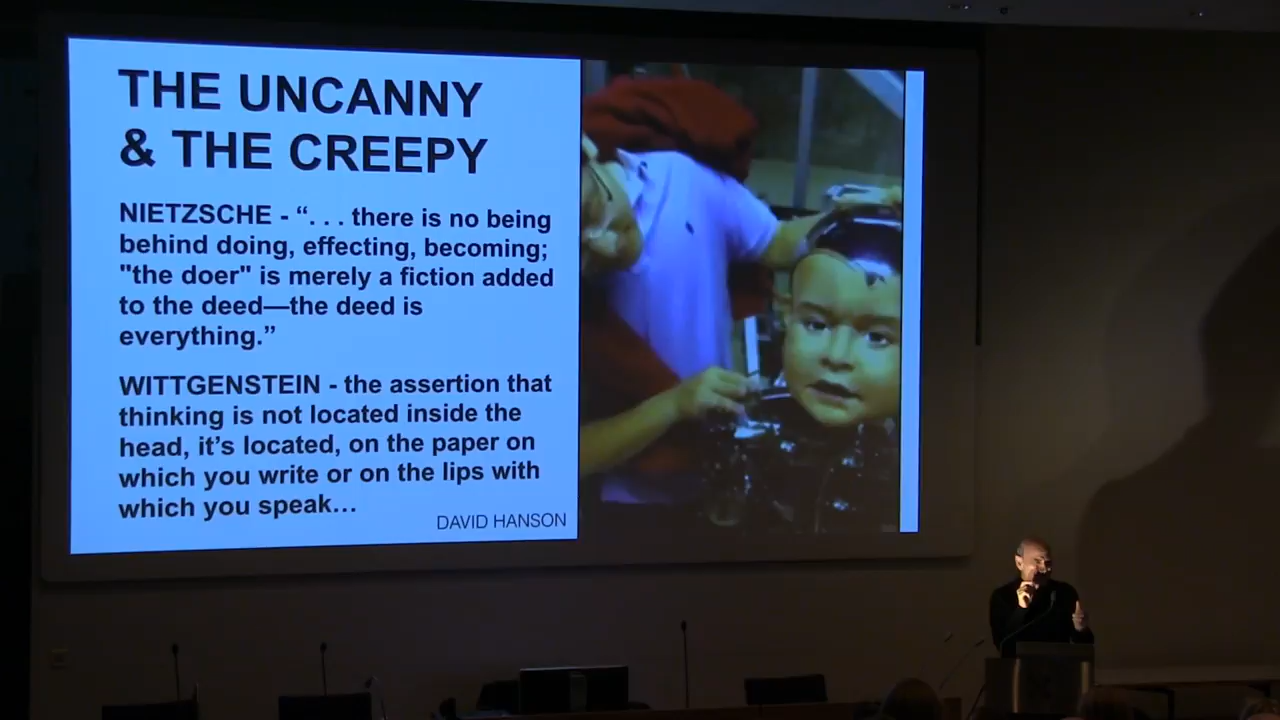 THE UNCANNY
& THE CREEPY
NIETZSCHE - “. . . there is no being
behind doing, effecting, becoming;
"the doer" is merely a fiction added
to the deed—the deed is
everything.”
WITTGENSTEIN - the assertion that
thinking is not located inside the
head, it’s located, on the paper on
which you write or on the lips with
which you speak…
DAVID HANSON